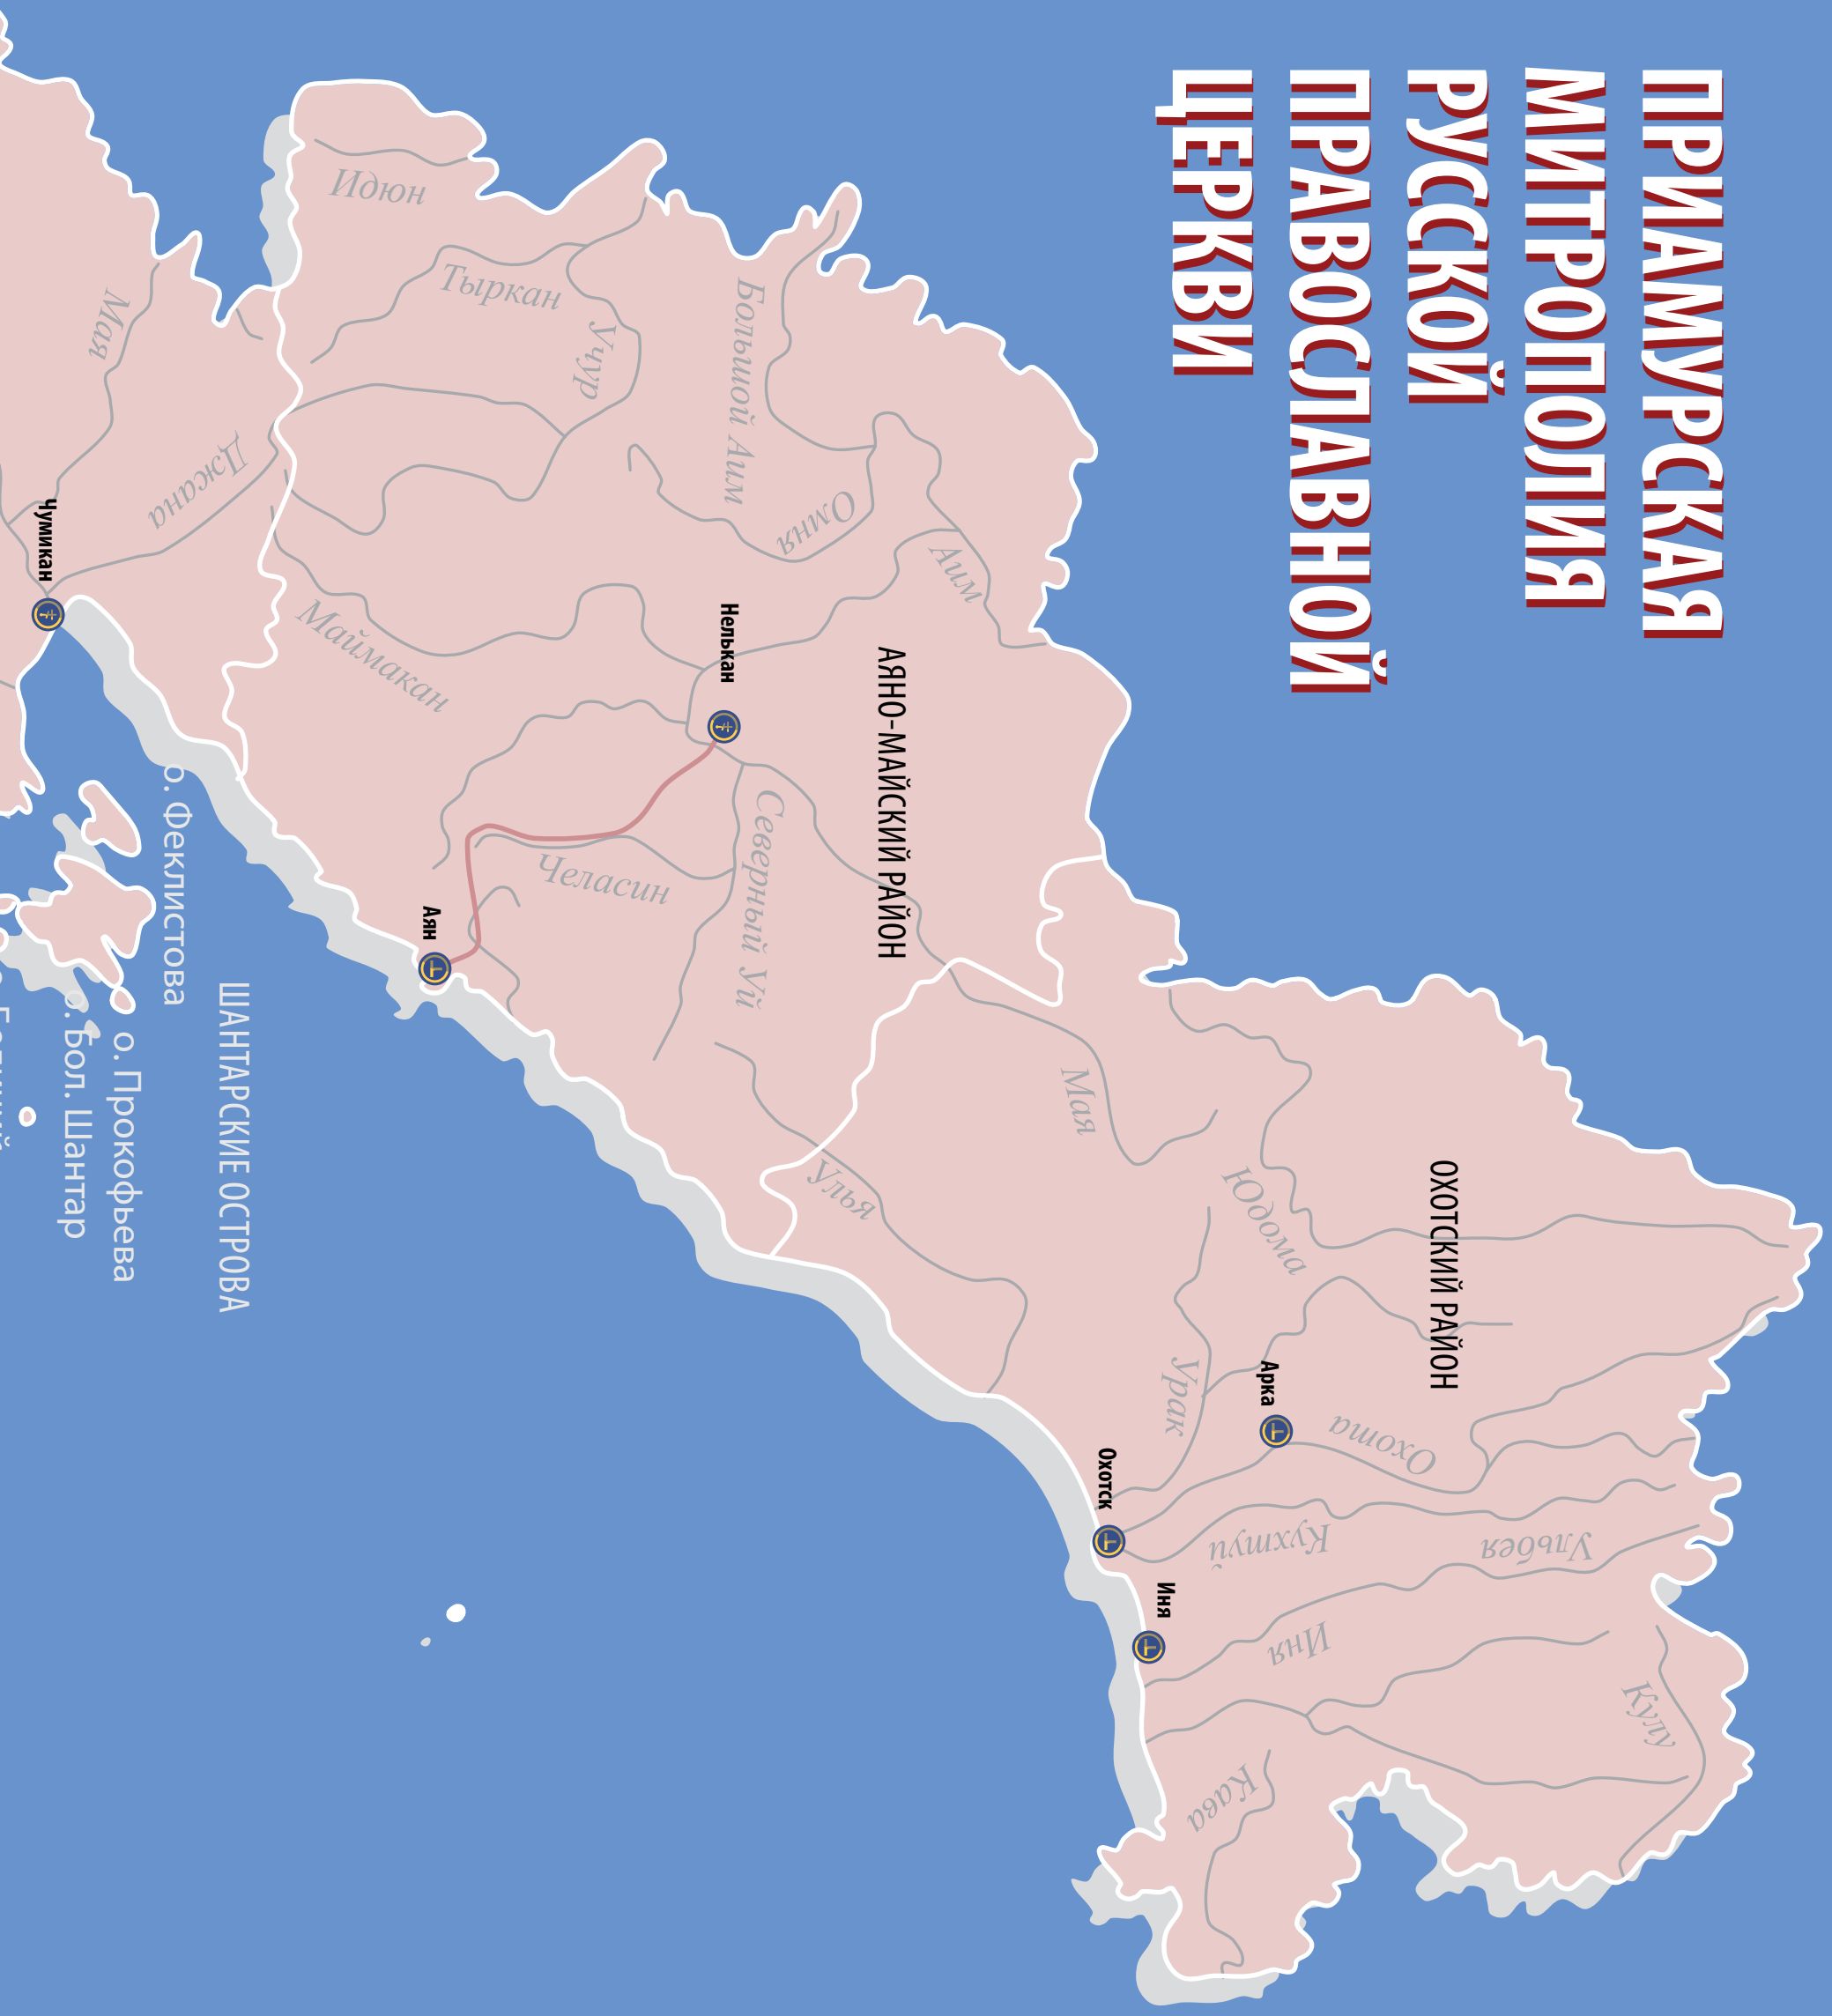 ПРИАМУРСКАЯ
МИТРОПОЛИЯ
РУССКОЙ
ПРАВОСЛАВНОЙ
ЦЕРКВИ
ОХОТСКИЙ РАЙОН
Кулу
Ульбея
Охота
Арка
Кухтуй
Иня
Юдома
Урак
Кава
Иня
Охотск
Мая
АЯНО-МАЙСКИЙ РАЙОН
Аим
Омня
Улья
Большой Аим
Нелькан
Северный Уй
Учур
Тыркан
Челасин
Идюн
Маймакан
Аян
Джана
ШАНТАРСКИЕ ОСТРОВА
о. Феклистова
Мая
о. Прокофьева
о. Бол. Шантар
Чумикан